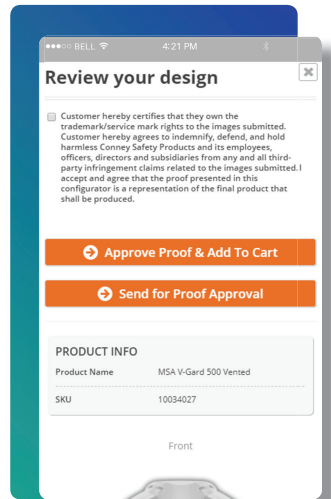 ●●●○○ BELL 4:21 PM
Review your design
Customer hereby certifies that they own the
trademark/service mark rights to the images submitted.
Customer hereby agrees to indemnify, defend, and hold
harmless Conney Safety Products and its employees,
officers, directors and subsidiaries from any and all third-
party infringement claims related to the images submitted. I
accept and agree that the proof presented in this
configurator is a representation of the final product that
shall be produced.
Approve Proof & Add To Cart
Send for Proof Approval
PRODUCT INFO
Product Name MSA V-Gard 500 Vented
SKU 10034027
Front